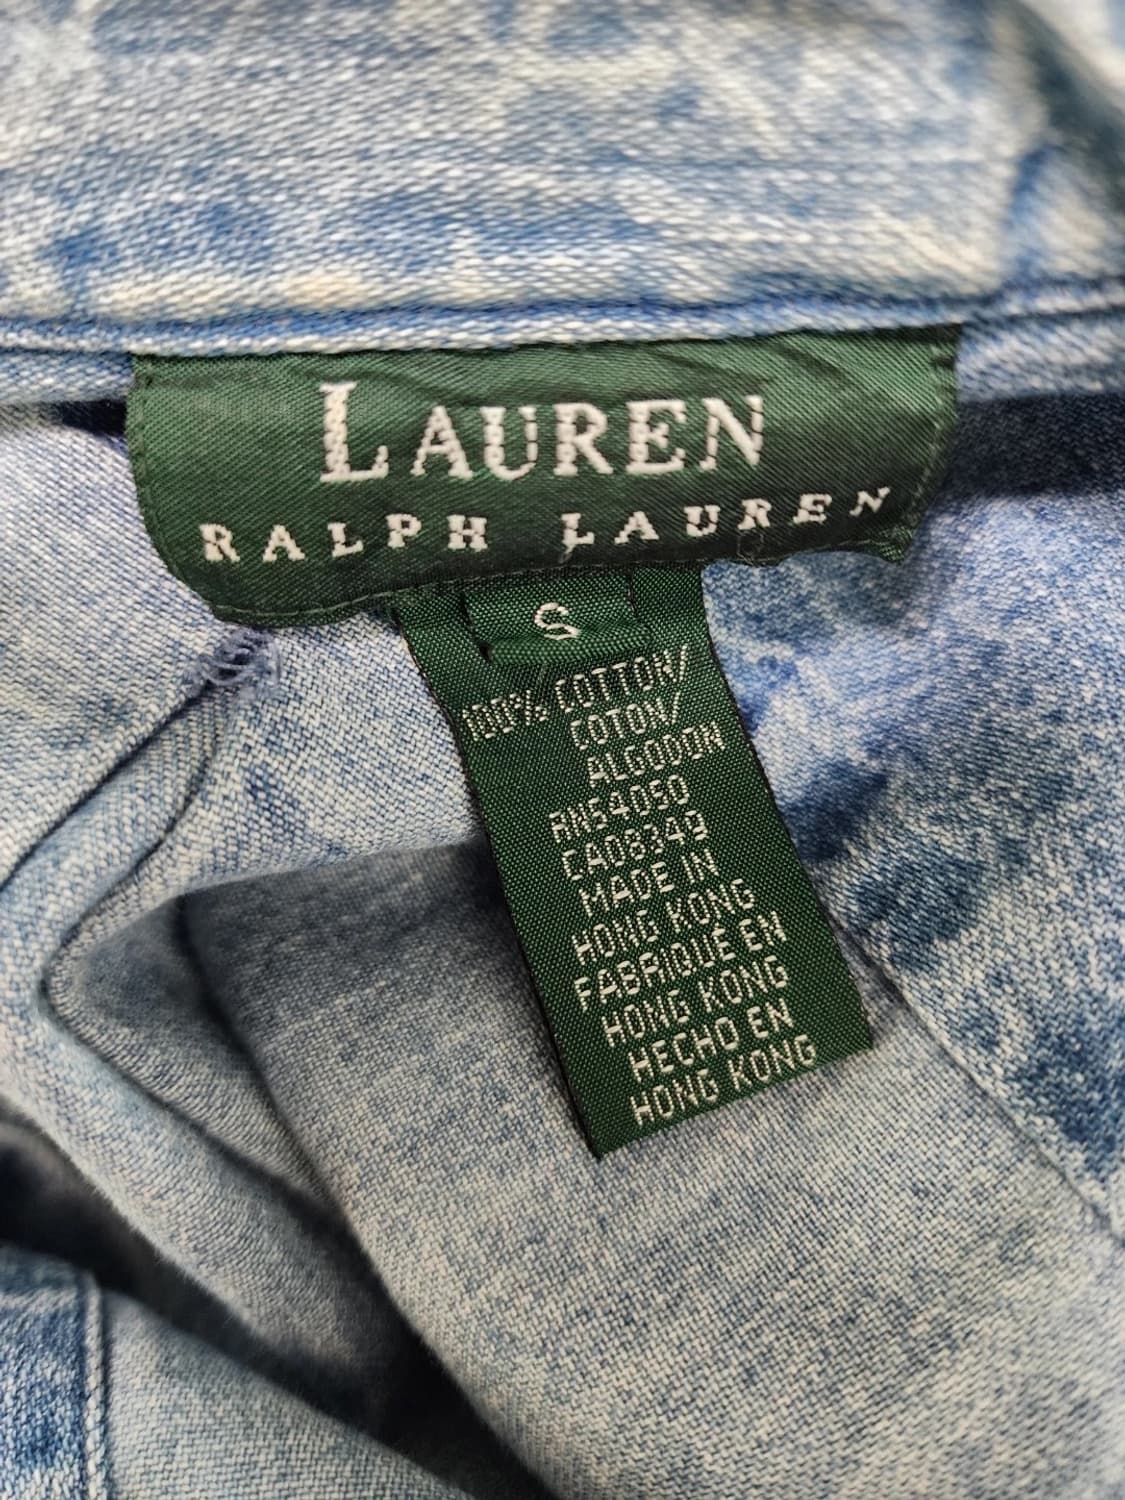 LAUREN
RALPH LAUREN
S
100% COTTON/
COTON/
ALGODON
RN54050
CA08349
MADE IN
HONG KONG
FABRIQUE EN
HONG KONG
HECHO EN
HONG KONG